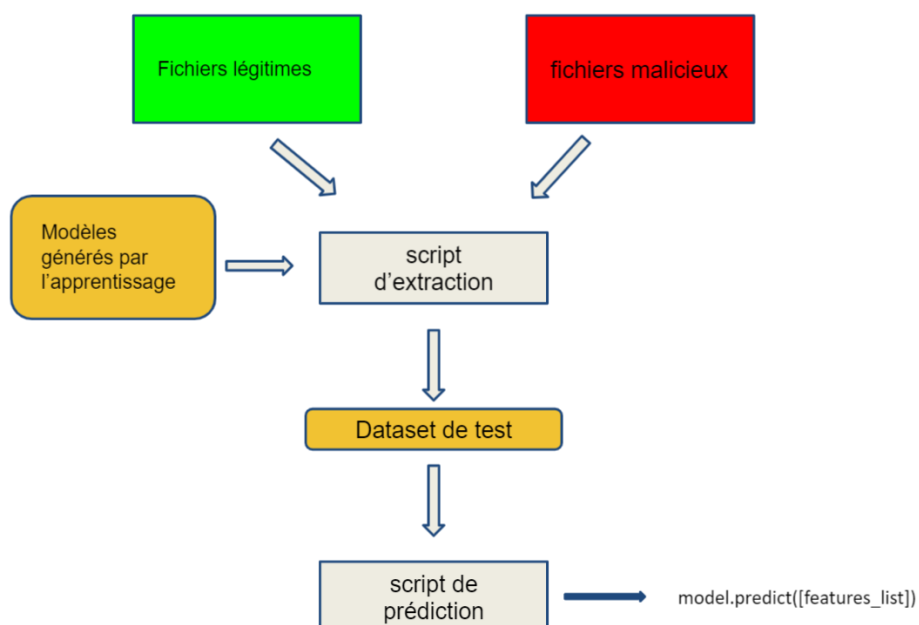 Fichiers légitimes
fichiers malicieux
Modèles
générés par
l'apprentissage
script
d'extraction
Dataset de test
script de
prédiction
model.predict([features_list])